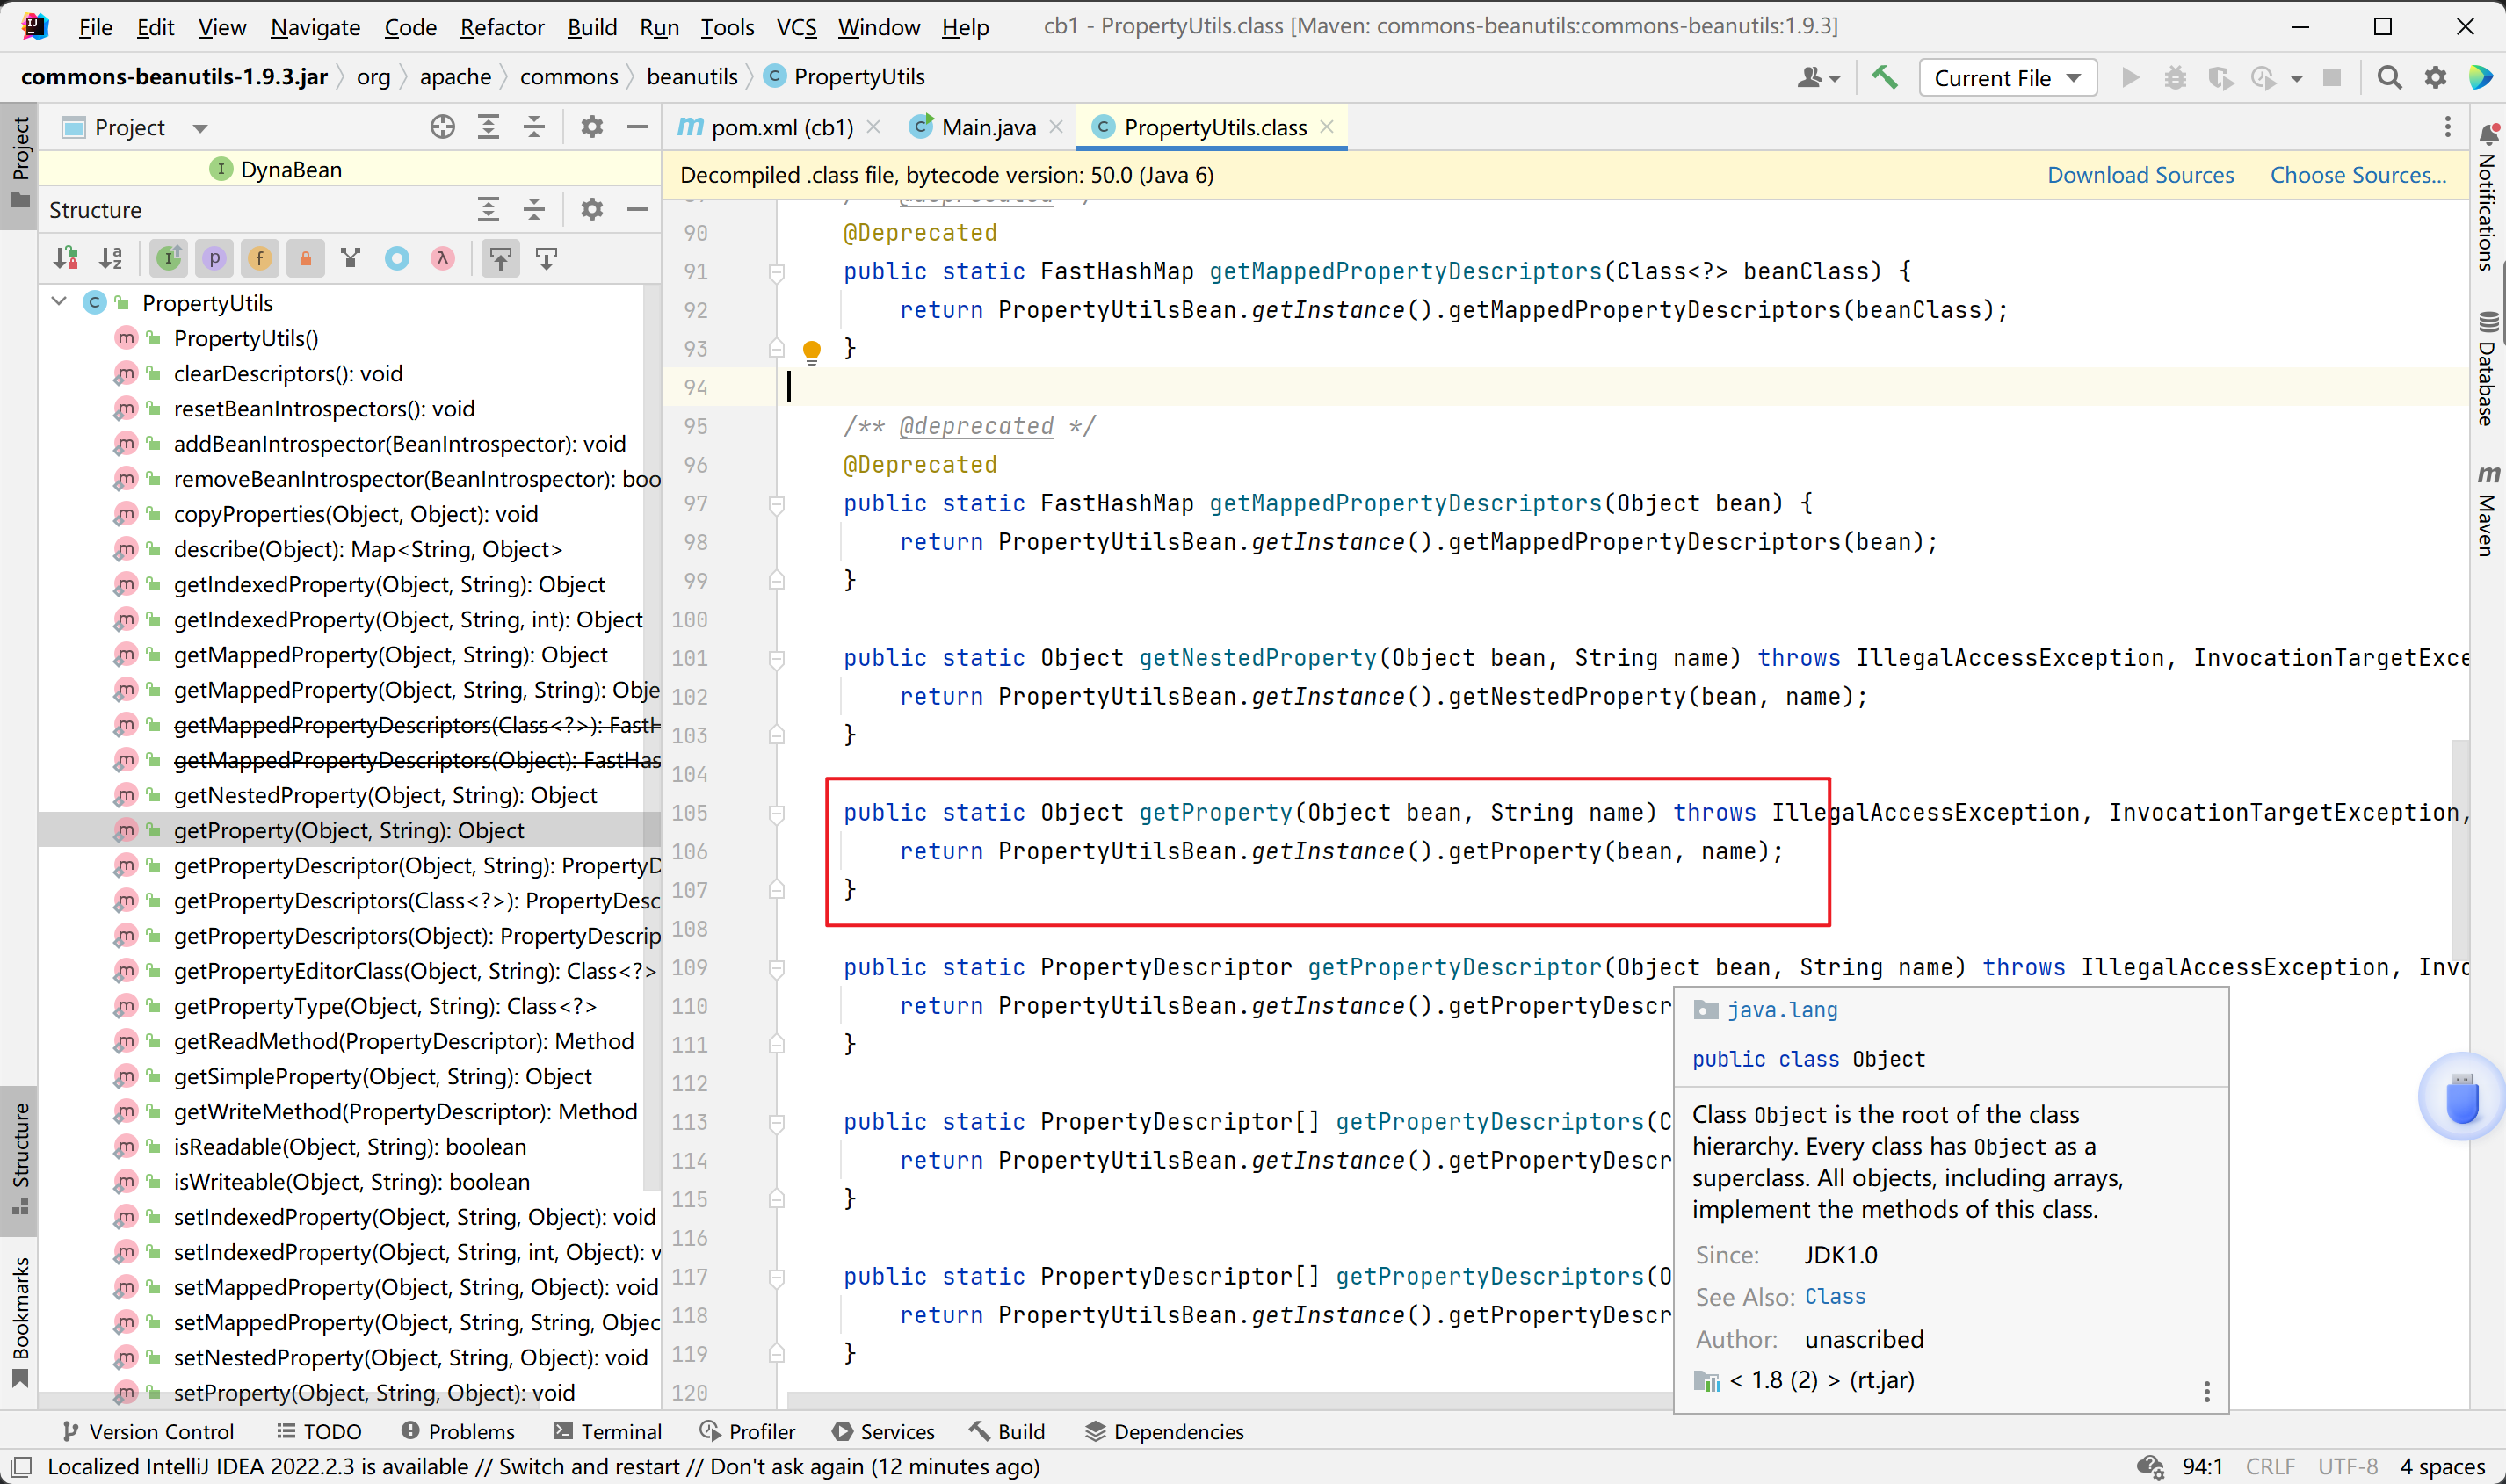 File Edit View Navigate Code Refactor Build Run Tools VCS Window Help cb1 - PropertyUtils.class [Maven: commons-beanutils:commons-beanutils:1.9.3]
commons-beanutils-1.9.3.jar org apache commons beanutils C PropertyUtils Current File
Project
Project
Structure
Bookmarks
I DynaBean
Structure
C PropertyUtils
m PropertyUtils()
m clearDescriptors(): void
m resetBeanIntrospectors(): void
m addBeanIntrospector(BeanIntrospector): void
m removeBeanIntrospector(BeanIntrospector): boo
m copyProperties(Object, Object): void
m describe(Object): Map<String, Object>
m getIndexedProperty(Object, String): Object
m getIndexedProperty(Object, String, int): Object
m getMappedProperty(Object, String): Object
m getMappedProperty(Object, String, String): Obje
m getMappedPropertyDescriptors(Class<?>): FastH
m getMappedPropertyDescriptors(Object): FastHas
m getNestedProperty(Object, String): Object
m getProperty(Object, String): Object
m getPropertyDescriptor(Object, String): PropertyD
m getPropertyDescriptors(Class<?>): PropertyDesc
m getPropertyDescriptors(Object): PropertyDescrip
m getPropertyEditorClass(Object, String): Class<?>
m getPropertyType(Object, String): Class<?>
m getReadMethod(PropertyDescriptor): Method
m getSimpleProperty(Object, String): Object
m getWriteMethod(PropertyDescriptor): Method
m isReadable(Object, String): boolean
m isWriteable(Object, String): boolean
m setIndexedProperty(Object, String, Object): void
m setIndexedProperty(Object, String, int, Object): v
m setMappedProperty(Object, String, Object): void
m setMappedProperty(Object, String, String, Objec
m setNestedProperty(Object, String, Object): void
m setProperty(Object, String, Object): void
m pom.xml (cb1) C Main.java C PropertyUtils.class
Decompiled .class file, bytecode version: 50.0 (Java 6) Download Sources Choose Sources...
90 @Deprecated
91 public static FastHashMap getMappedPropertyDescriptors(Class<?> beanClass) {
92 return PropertyUtilsBean.getInstance().getMappedPropertyDescriptors(beanClass);
93 }
94
95 /** @deprecated */
96 @Deprecated
97 public static FastHashMap getMappedPropertyDescriptors(Object bean) {
98 return PropertyUtilsBean.getInstance().getMappedPropertyDescriptors(bean);
99 }
100
101 public static Object getNestedProperty(Object bean, String name) throws IllegalAccessException, InvocationTargetExce
102 return PropertyUtilsBean.getInstance().getNestedProperty(bean, name);
103 }
104
105 public static Object getProperty(Object bean, String name) throws IllegalAccessException, InvocationTargetException,
106 return PropertyUtilsBean.getInstance().getProperty(bean, name);
107 }
108
109 public static PropertyDescriptor getPropertyDescriptor(Object bean, String name) throws IllegalAccessException, Invo
110 return PropertyUtilsBean.getInstance().getPropertyDescr
111 }
112
113 public static PropertyDescriptor[] getPropertyDescriptors(C
114 return PropertyUtilsBean.getInstance().getPropertyDescr
115 }
116
117 public static PropertyDescriptor[] getPropertyDescriptors(O
118 return PropertyUtilsBean.getInstance().getPropertyDescr
119 }
120
java.lang
public class Object
Class Object is the root of the class
hierarchy. Every class has Object as a
superclass. All objects, including arrays,
implement the methods of this class.
Since: JDK1.0
See Also: Class
Author: unascribed
< 1.8 (2) > (rt.jar)
Notifications
Database
m Maven
Version Control TODO Problems Terminal Profiler Services Build Dependencies
Localized IntelliJ IDEA 2022.2.3 is available // Switch and restart // Don't ask again (12 minutes ago) 94:1 CRLF UTF-8 4 spaces